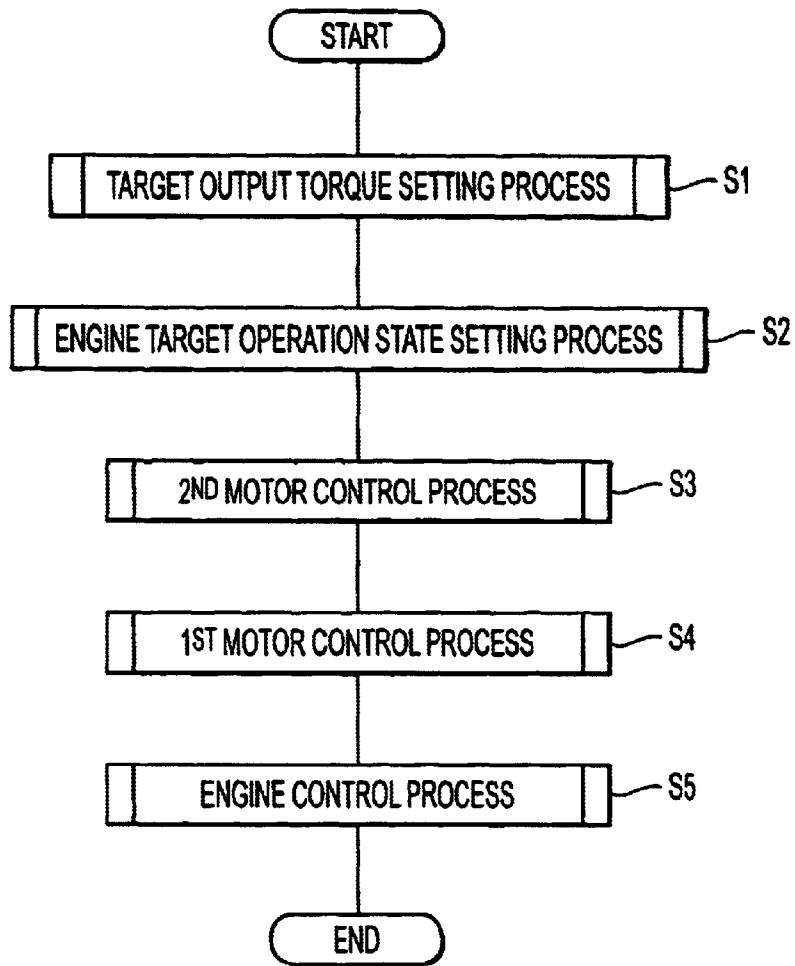 START
TARGET OUTPUT TORQUE SETTING PROCESS S1
ENGINE TARGET OPERATION STATE SETTING PROCESS S2
2ND MOTOR CONTROL PROCESS S3
1ST MOTOR CONTROL PROCESS S4
ENGINE CONTROL PROCESS S5
END